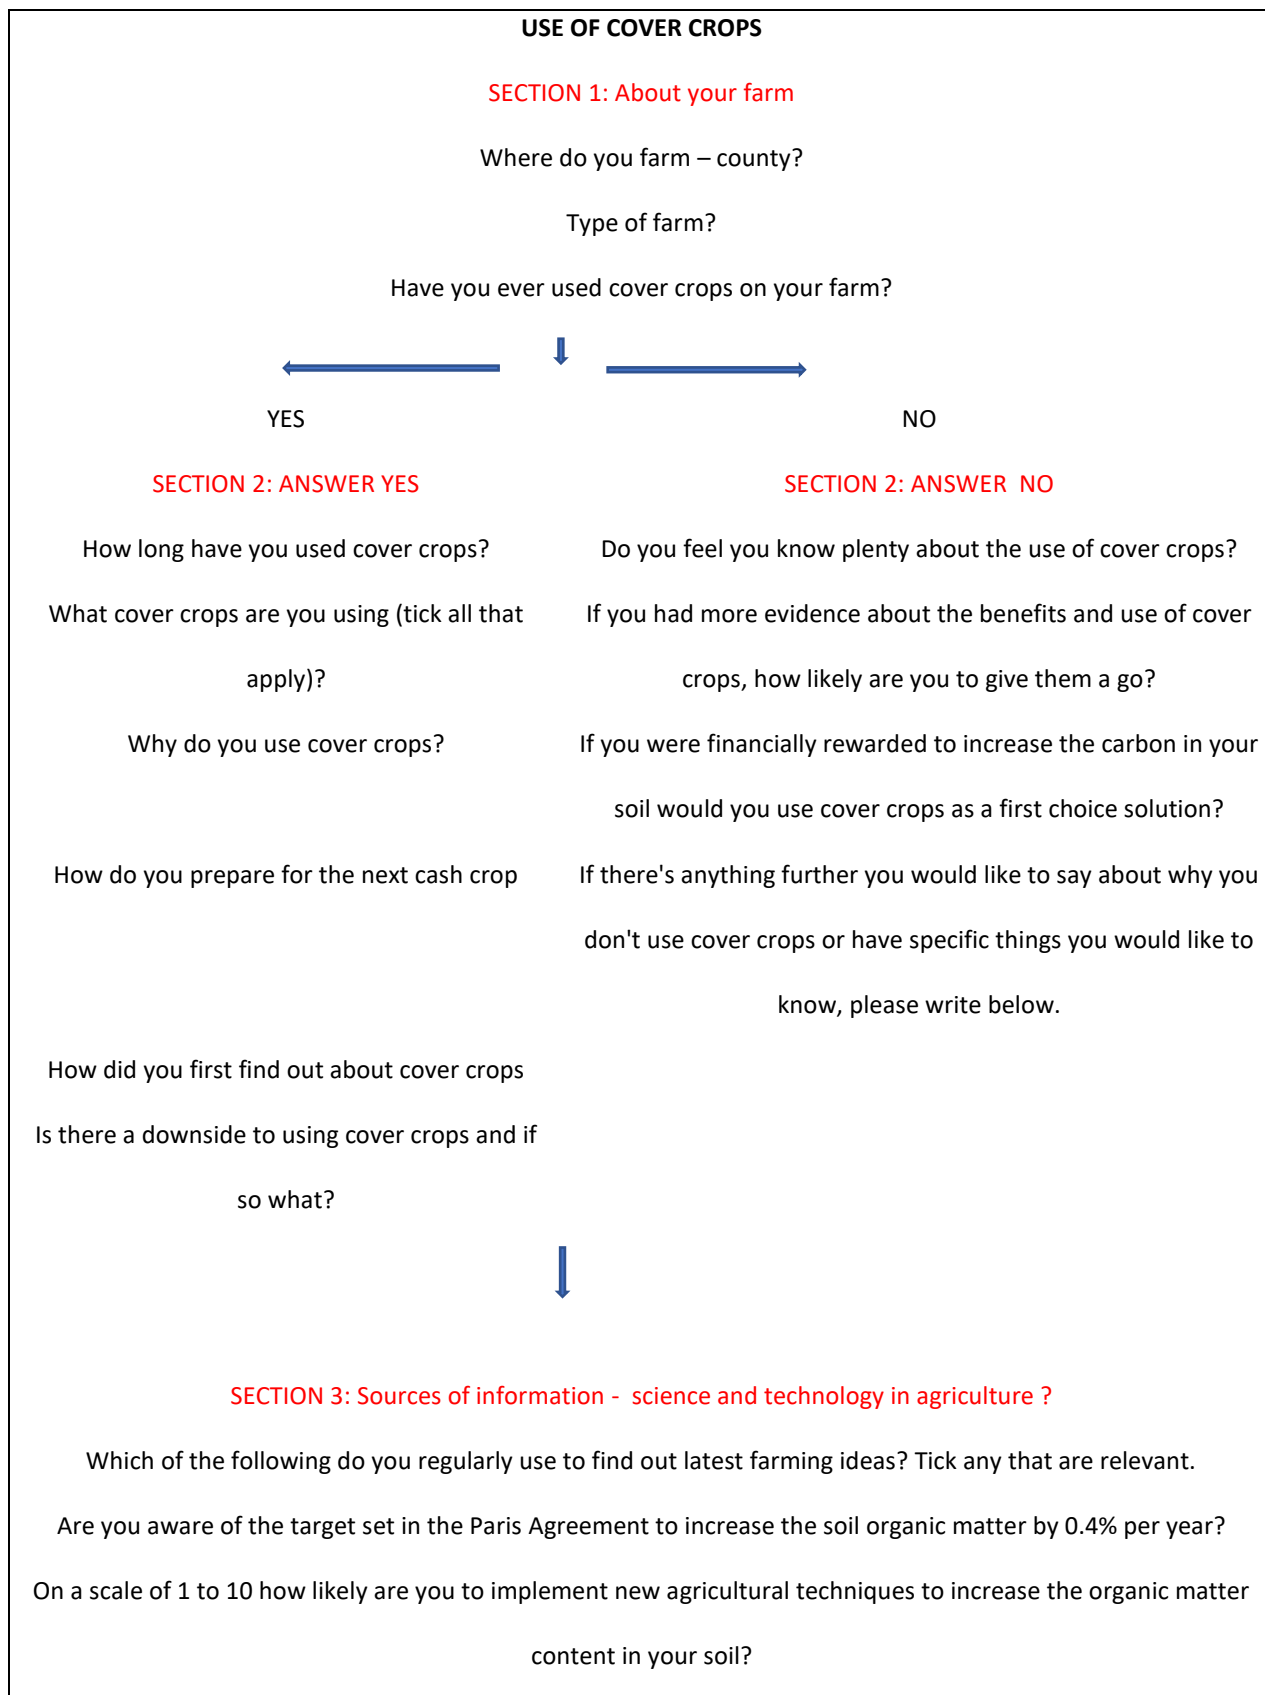 USE OF COVER CROPS
SECTION 1: About your farm
Where do you farm – county?
Type of farm?
Have you ever used cover crops on your farm?
YES
NO
SECTION 2: ANSWER YES
SECTION 2: ANSWER  NO
How long have you used cover crops?
Do you feel you know plenty about the use of cover crops?
What cover crops are you using (tick all that
apply)?
If you had more evidence about the benefits and use of cover
crops, how likely are you to give them a go?
Why do you use cover crops?
If you were financially rewarded to increase the carbon in your
soil would you use cover crops as a first choice solution?
How do you prepare for the next cash crop
If there's anything further you would like to say about why you
don't use cover crops or have specific things you would like to
know, please write below.
How did you first find out about cover crops
Is there a downside to using cover crops and if
so what?
SECTION 3: Sources of information -  science and technology in agriculture ?
Which of the following do you regularly use to find out latest farming ideas? Tick any that are relevant.
Are you aware of the target set in the Paris Agreement to increase the soil organic matter by 0.4% per year?
On a scale of 1 to 10 how likely are you to implement new agricultural techniques to increase the organic matter
content in your soil?